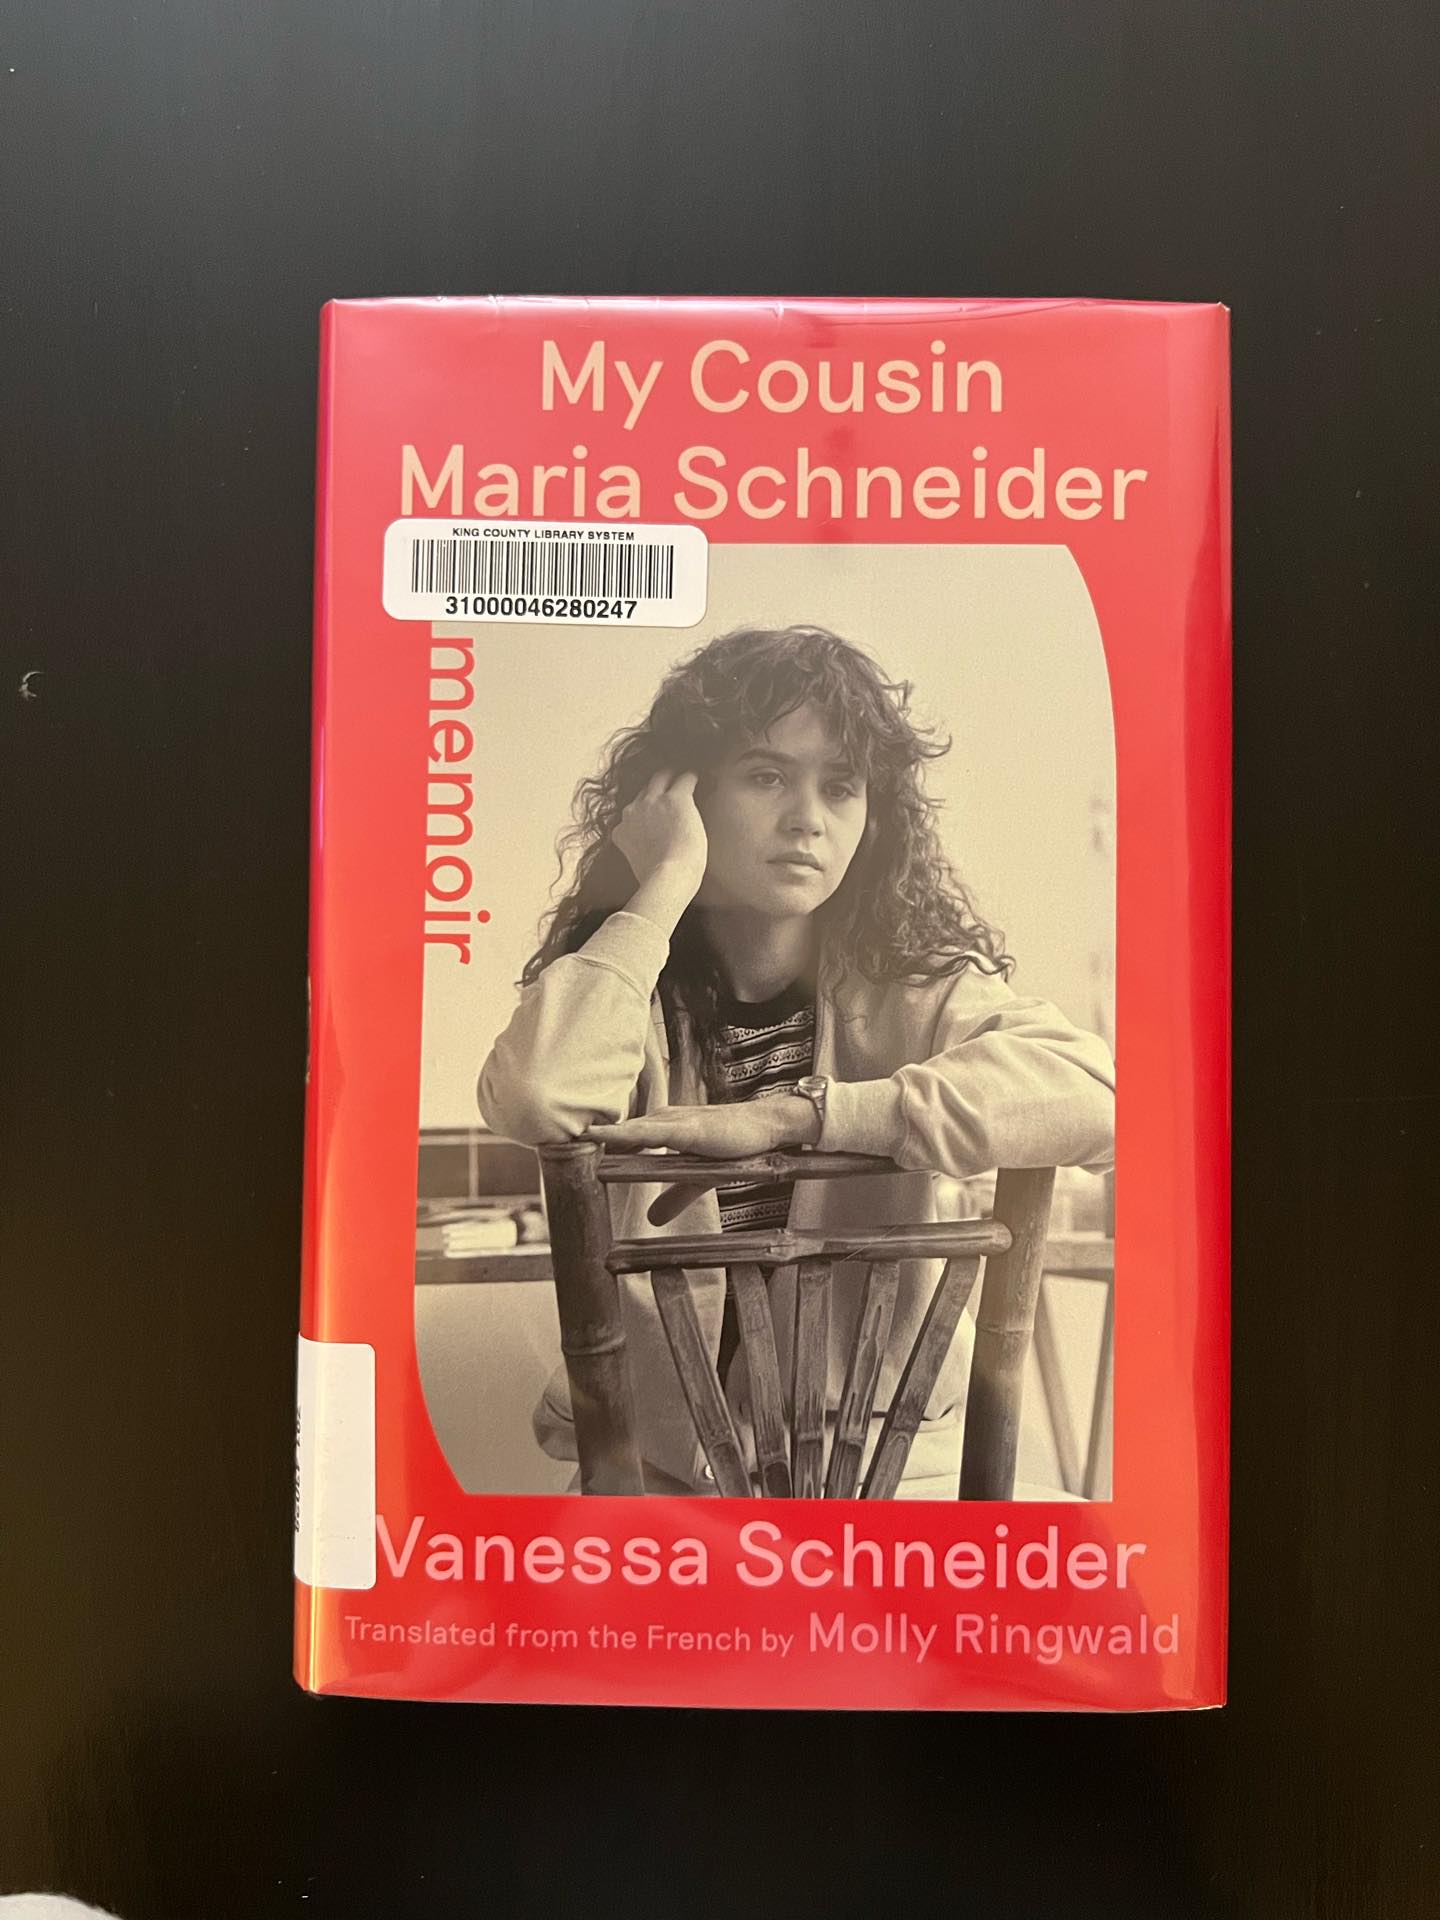 My Cousin
Maria Schneider
KING COUNTY LIBRARY SYSTEM
31000046280247
memoir
Vanessa Schneider
Translated from the French by Molly Ringwald